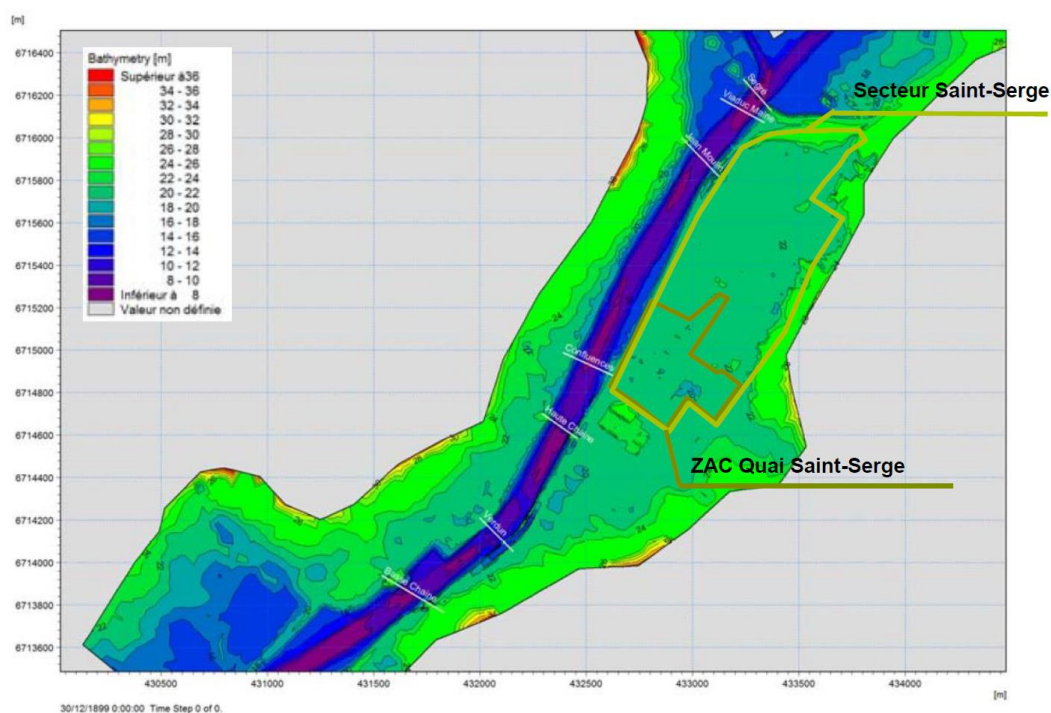 [m]
6716400
6716200
6716000
6715800
6715600
6715400
6715200
6715000
6714800
6714600
6714400
6714200
6714000
6713800
6713600
Bathymetry [m]
Supérieur à36
34 - 36
32 - 34
30 - 32
28 - 30
26 - 28
24 - 26
22 - 24
20 - 22
18 - 20
16 - 18
14 - 16
12 - 14
10 - 12
8 - 10
Inférieur à 8
Valeur non définie
Segré
Viaduc Maine
Jean Moulin
Secteur Saint-Serge
Confluences
Haute Chaine
ZAC Quai Saint-Serge
Verdun
Basse Chaine
430500
431000
431500
432000
432500
433000
433500
434000
[m]
30/12/1899 0:00:00 Time Step 0 of 0.